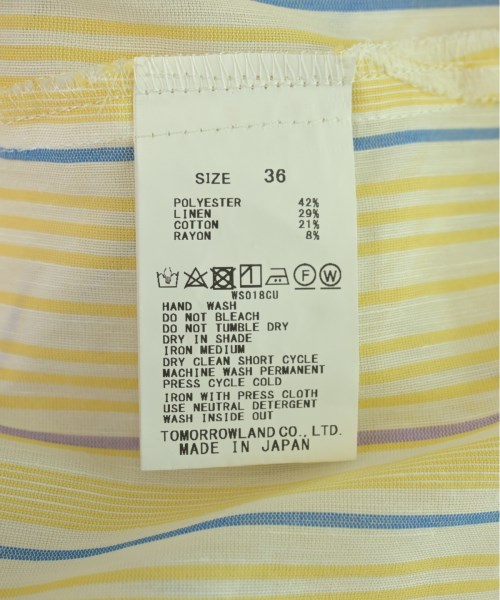 SIZE 36
POLYESTER 42%
LINEN 29%
COTTON 21%
RAYON 8%
F W
WS018CU
HAND WASH
DO NOT BLEACH
DO NOT TUMBLE DRY
DRY IN SHADE
IRON MEDIUM
DRY CLEAN SHORT CYCLE
MACHINE WASH PERMANENT
PRESS CYCLE COLD
IRON WITH PRESS CLOTH
USE NEUTRAL DETERGENT
WASH INSIDE OUT
TOMORROWLAND CO., LTD.
MADE IN JAPAN